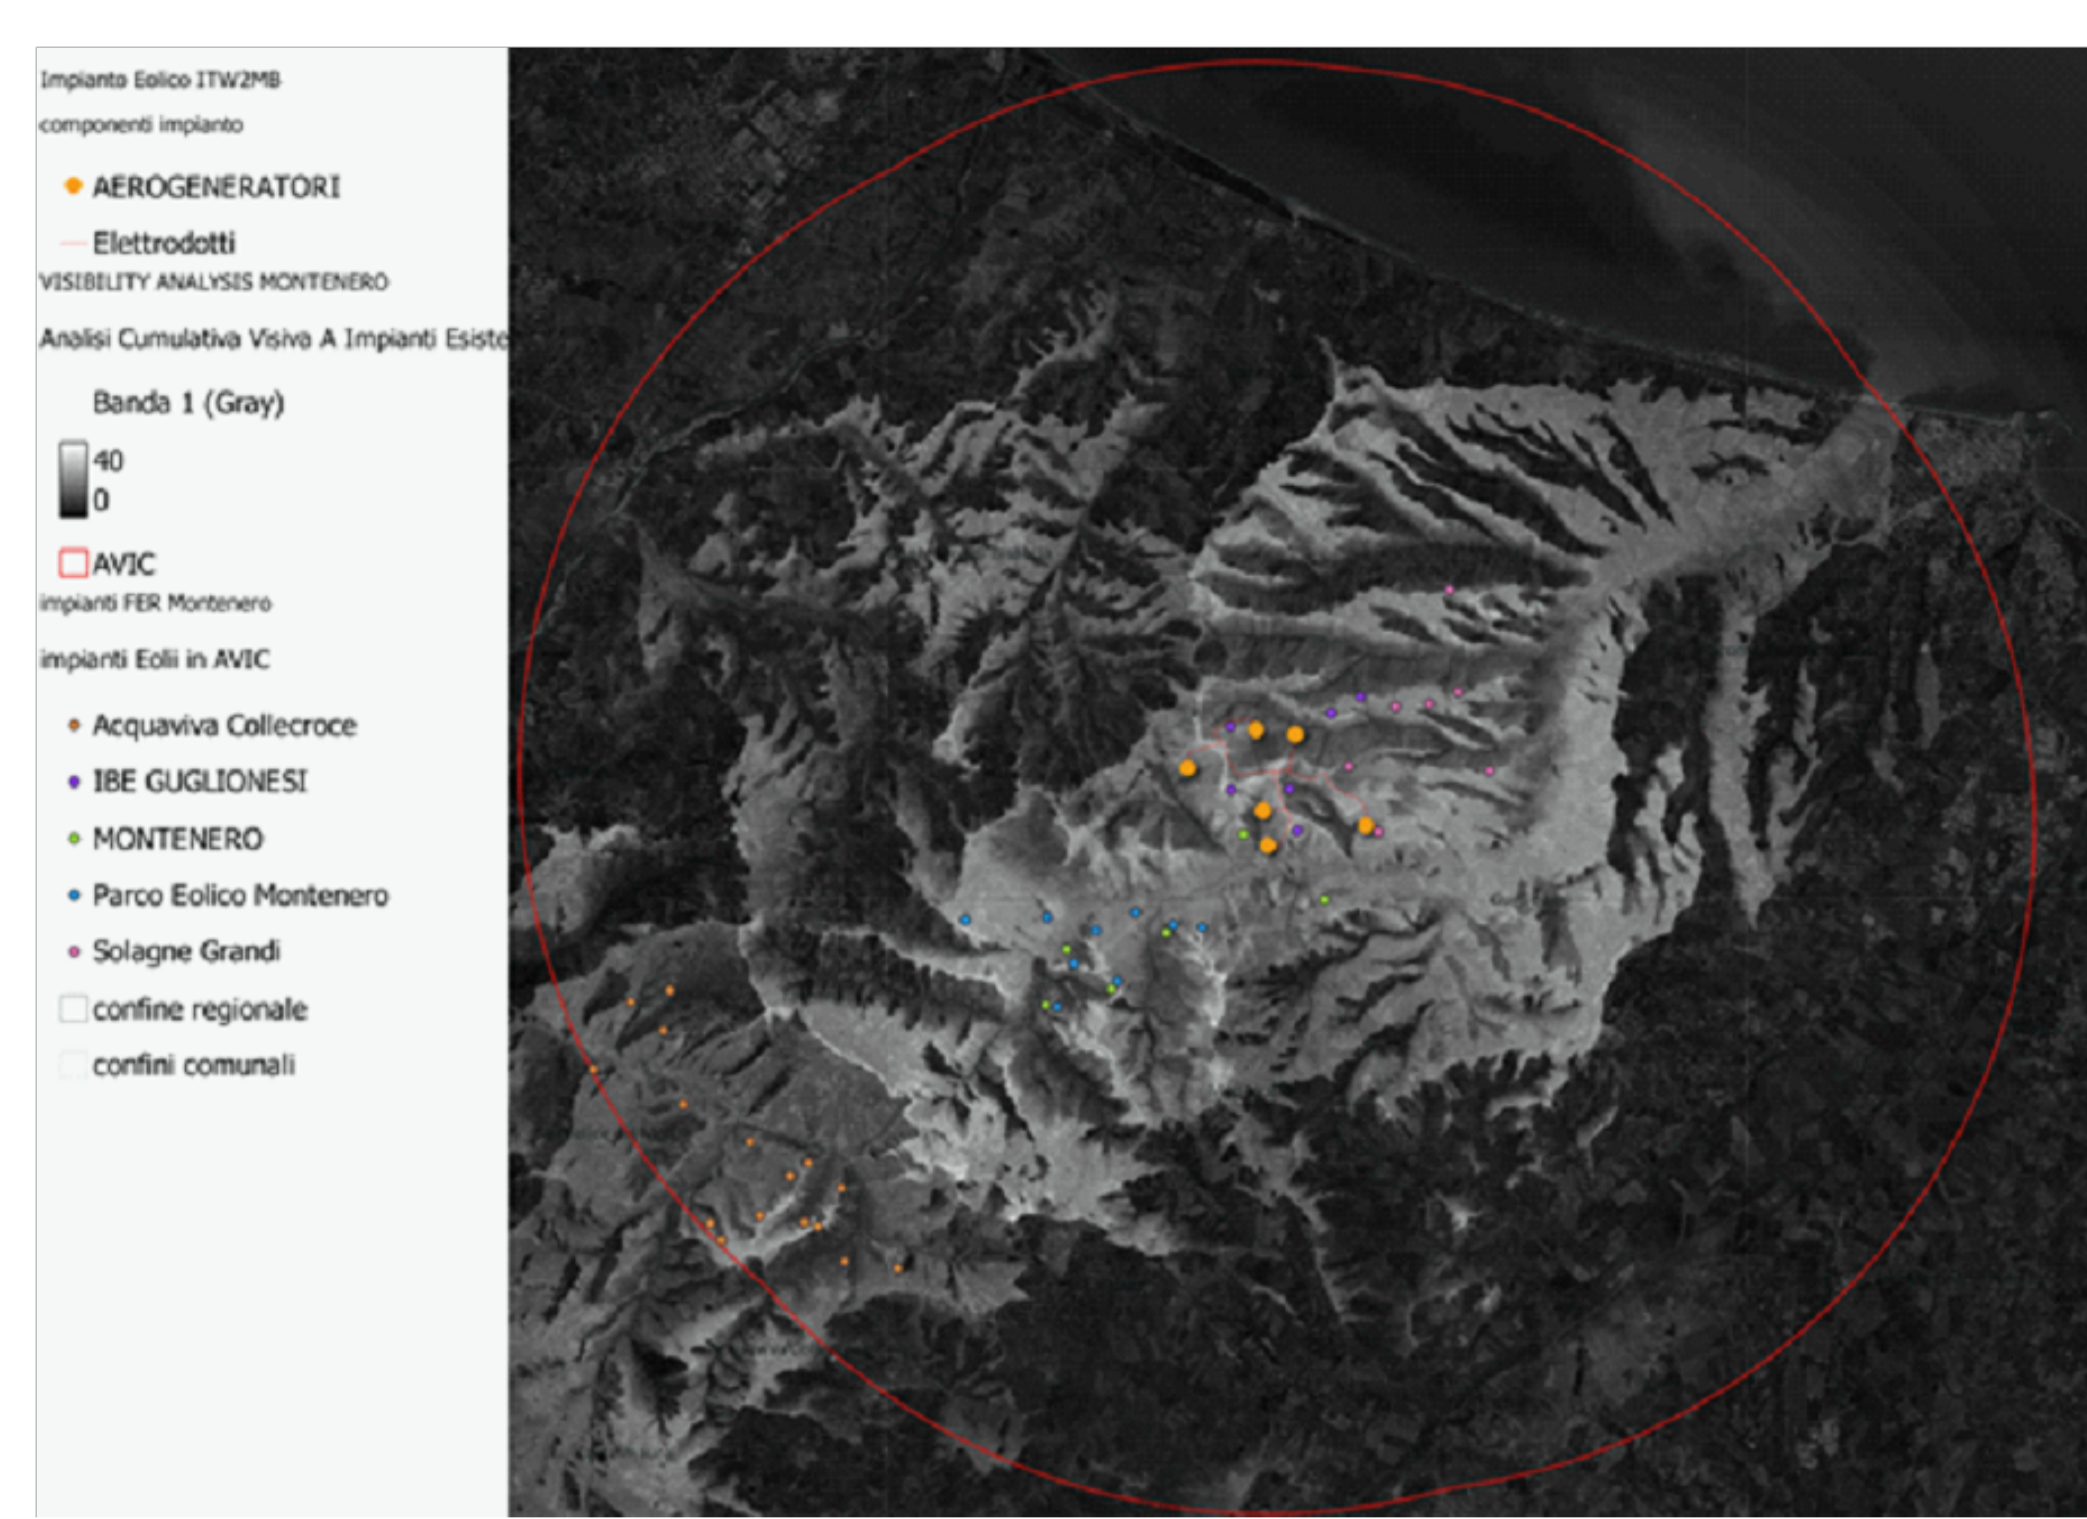 Impianto Eolico ITW2MB
componenti impianto
AEROGENERATORI
Elettrodotti
VISIBILITY ANALYSIS MONTENERO
Analisi Cumulativa Visiva A Impianti Esiste
Banda 1 (Gray)
40
0
AVIC
impianti FER Montenero
impianti Eolii in AVIC
Acquaviva Collecroce
IBE GUGLIONESI
MONTENERO
Parco Eolico Montenero
Solagne Grandi
confine regionale
confini comunali